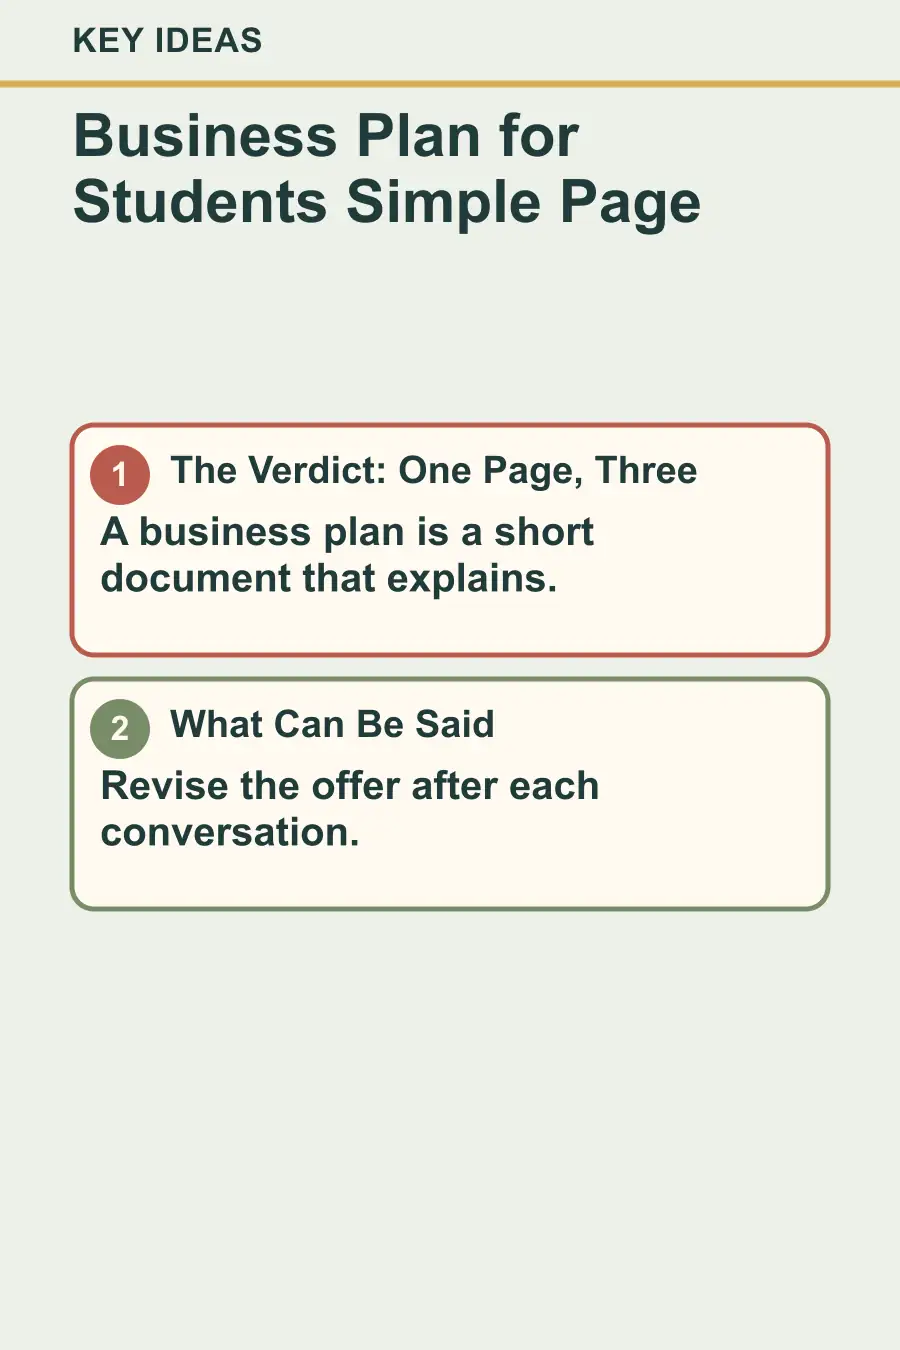 KEY IDEAS
Business Plan for
Students Simple Page
1 The Verdict: One Page, Three
A business plan is a short
document that explains.
2 What Can Be Said
Revise the offer after each
conversation.